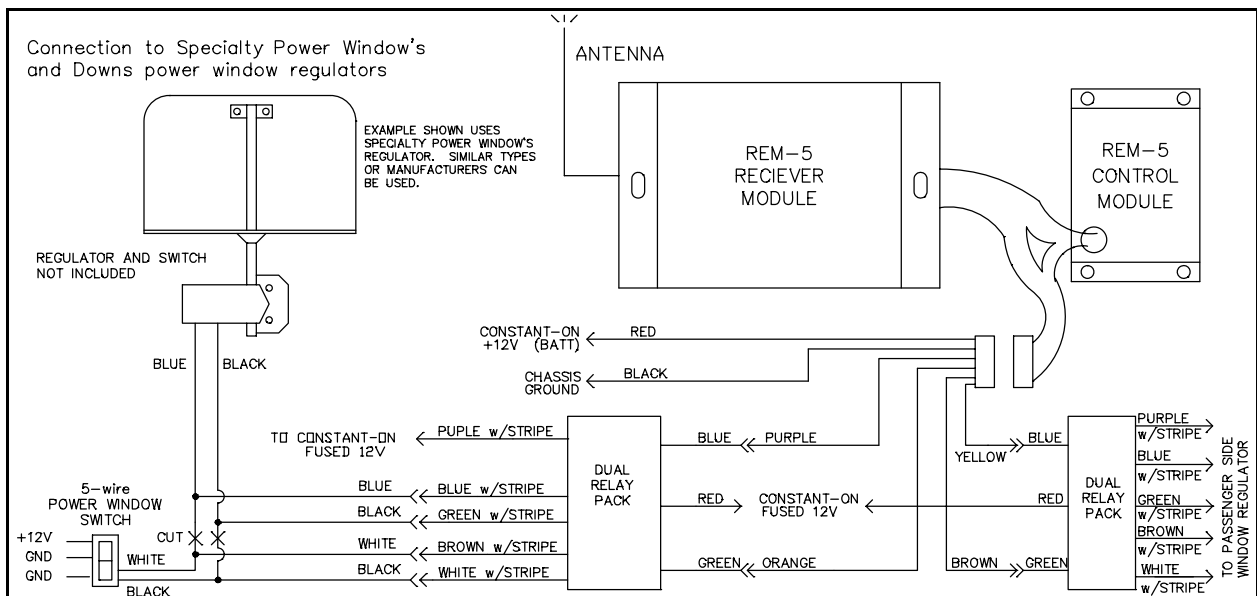 Connection to Specialty Power Window's
and Downs power window regulators
ANTENNA
EXAMPLE SHOWN USES
SPECIALTY POWER WINDOW'S
REGULATOR. SIMILAR TYPES
OR MANUFACTURERS CAN
BE USED.
REM-5
RECIEVER
MODULE
REM-5
CONTROL
MODULE
REGULATOR AND SWITCH
NOT INCLUDED
BLUE
BLACK
CONSTANT-ON
+12V (BATT)
RED
CHASSIS
GROUND
BLACK
TO CONSTANT-ON
FUSED 12V
PUPLE w/STRIPE
BLUE
BLUE w/STRIPE
BLACK
GREEN w/STRIPE
WHITE
BROWN w/STRIPE
BLACK
WHITE w/STRIPE
DUAL
RELAY
PACK
BLUE
PURPLE
RED
CONSTANT-ON
FUSED 12V
GREEN
ORANGE
YELLOW
BLUE
RED
BROWN
GREEN
DUAL
RELAY
PACK
PURPLE
w/STRIPE
BLUE
w/STRIPE
GREEN
w/STRIPE
BROWN
w/STRIPE
WHITE
w/STRIPE
TO PASSENGER SIDE
WINDOW REGULATOR
5-wire
POWER WINDOW
SWITCH
+12V
GND
GND
CUT
WHITE
BLACK